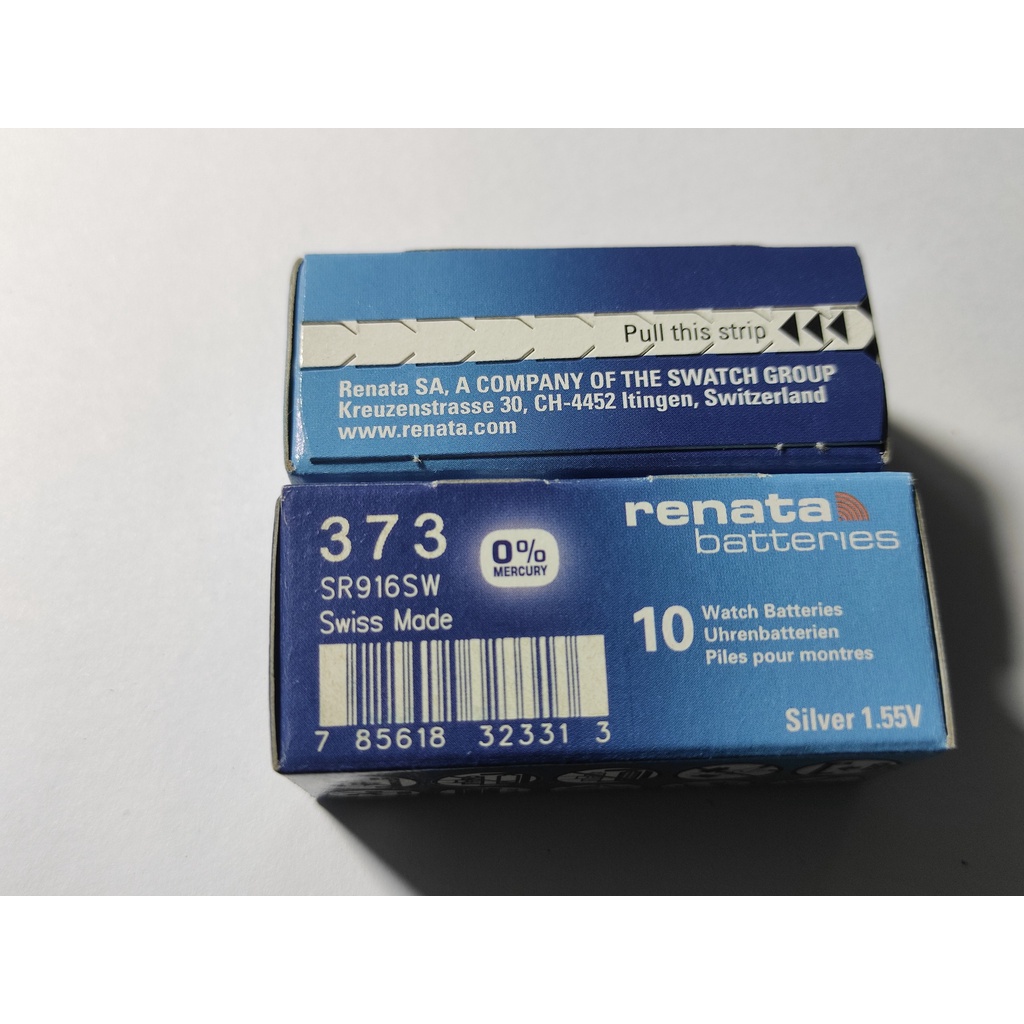 Pull this strip
Renata SA, A COMPANY OF THE SWATCH GROUP
Kreuzenstrasse 30, CH-4452 Itingen, Switzerland
www.renata.com
373
SR916SW
Swiss Made
0%
MERCURY
renata
batteries
10
Watch Batteries
Uhrenbatterien
Piles pour montres
7 85618 32331 3
Silver 1.55V